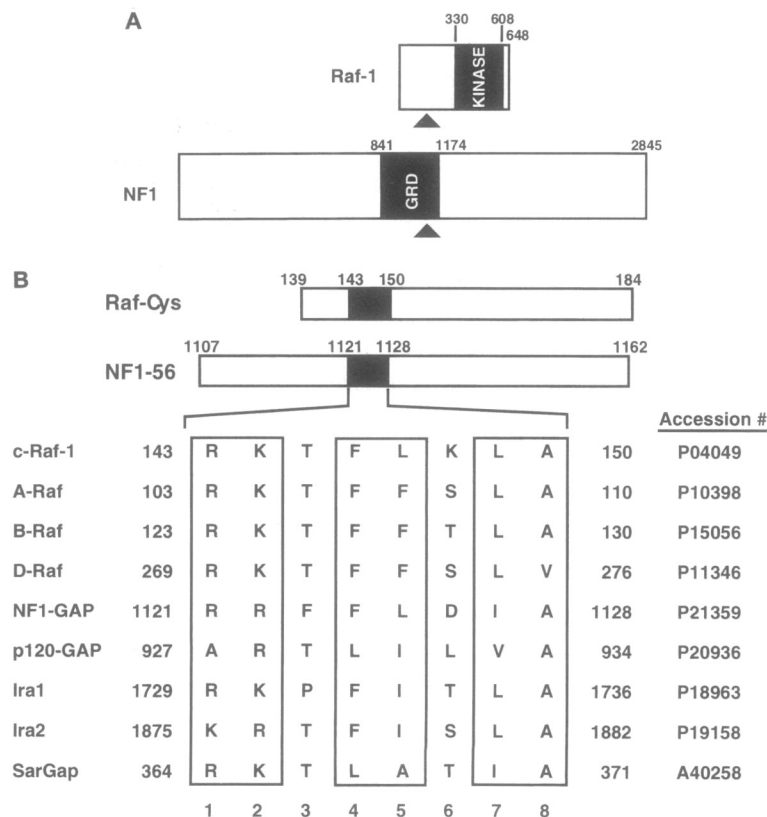 A
330 608
648
Raf-1
KINASE
841 1174 2845
NF1
GRD
B
139 143 150 184
Raf-Cys
1107 1121 1128 1162
NF1-56
Accession #
c-Raf-1 143 R K T F L K L A 150 P04049
A-Raf 103 R K T F F S L A 110 P10398
B-Raf 123 R K T F F T L A 130 P15056
D-Raf 269 R K T F F S L V 276 P11346
NF1-GAP 1121 R R F F L D I A 1128 P21359
p120-GAP 927 A R T L I L V A 934 P20936
Ira1 1729 R K P F I T L A 1736 P18963
Ira2 1875 K R T F I S L A 1882 P19158
SarGap 364 R K T L A T I A 371 A40258
1 2 3 4 5 6 7 8